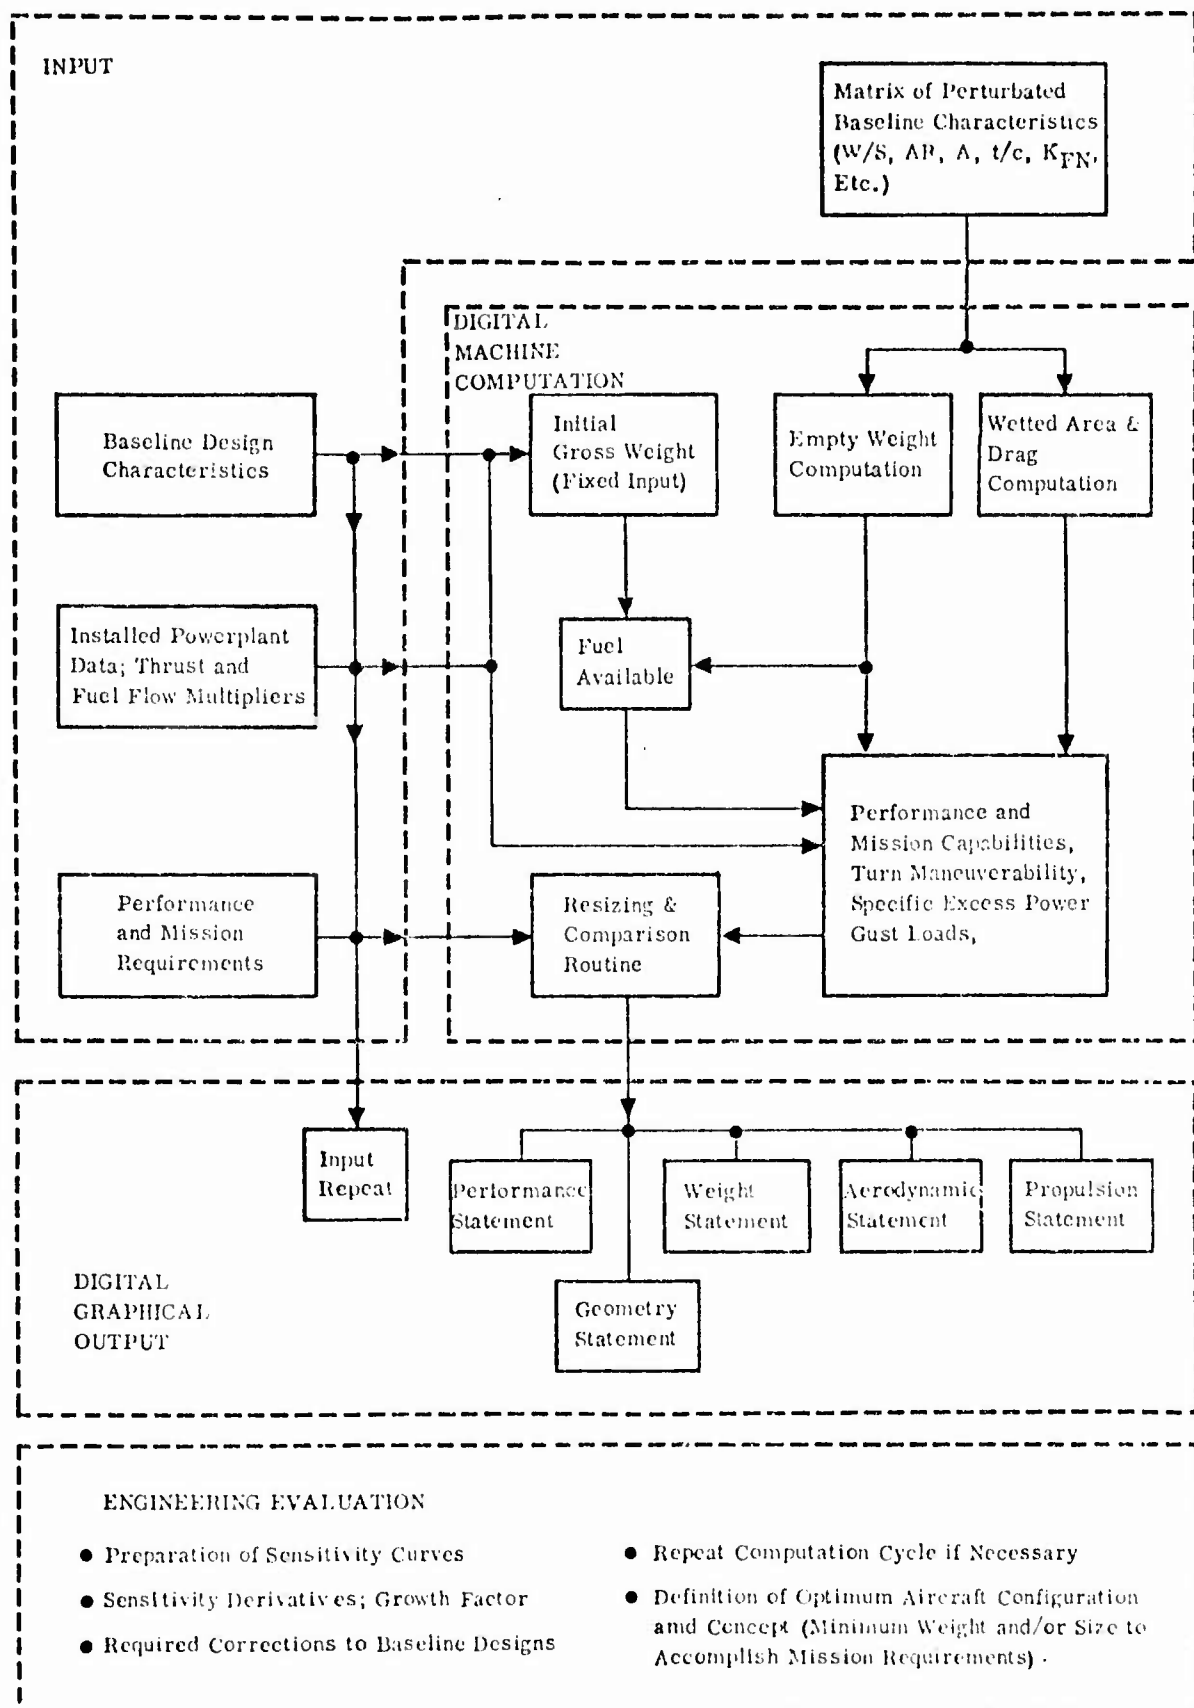 INPUT
Matrix of Perturbated
Baseline Characteristics
(W/S, AR, A, t/c, KFN,
Etc.)
DIGITAL
MACHINE
COMPUTATION
Baseline Design
Characteristics
Initial
Gross Weight
(Fixed Input)
Empty Weight
Computation
Wetted Area &
Drag
Computation
Installed Powerplant
Data; Thrust and
Fuel Flow Multipliers
Fuel
Available
Performance and
Mission Capabilities,
Turn Maneuverability,
Specific Excess Power
Gust Loads,
Performance
and Mission
Requirements
Resizing &
Comparison
Routine
Input
Repeat
Performance
Statement
Weight
Statement
Aerodynamic
Statement
Propulsion
Statement
Geometry
Statement
DIGITAL
GRAPHICAL
OUTPUT
ENGINEERING EVALUATION
● Preparation of Sensitivity Curves
● Sensitivity Derivatives; Growth Factor
● Required Corrections to Baseline Designs
● Repeat Computation Cycle if Necessary
● Definition of Optimum Aircraft Configuration
and Concept (Minimum Weight and/or Size to
Accomplish Mission Requirements).